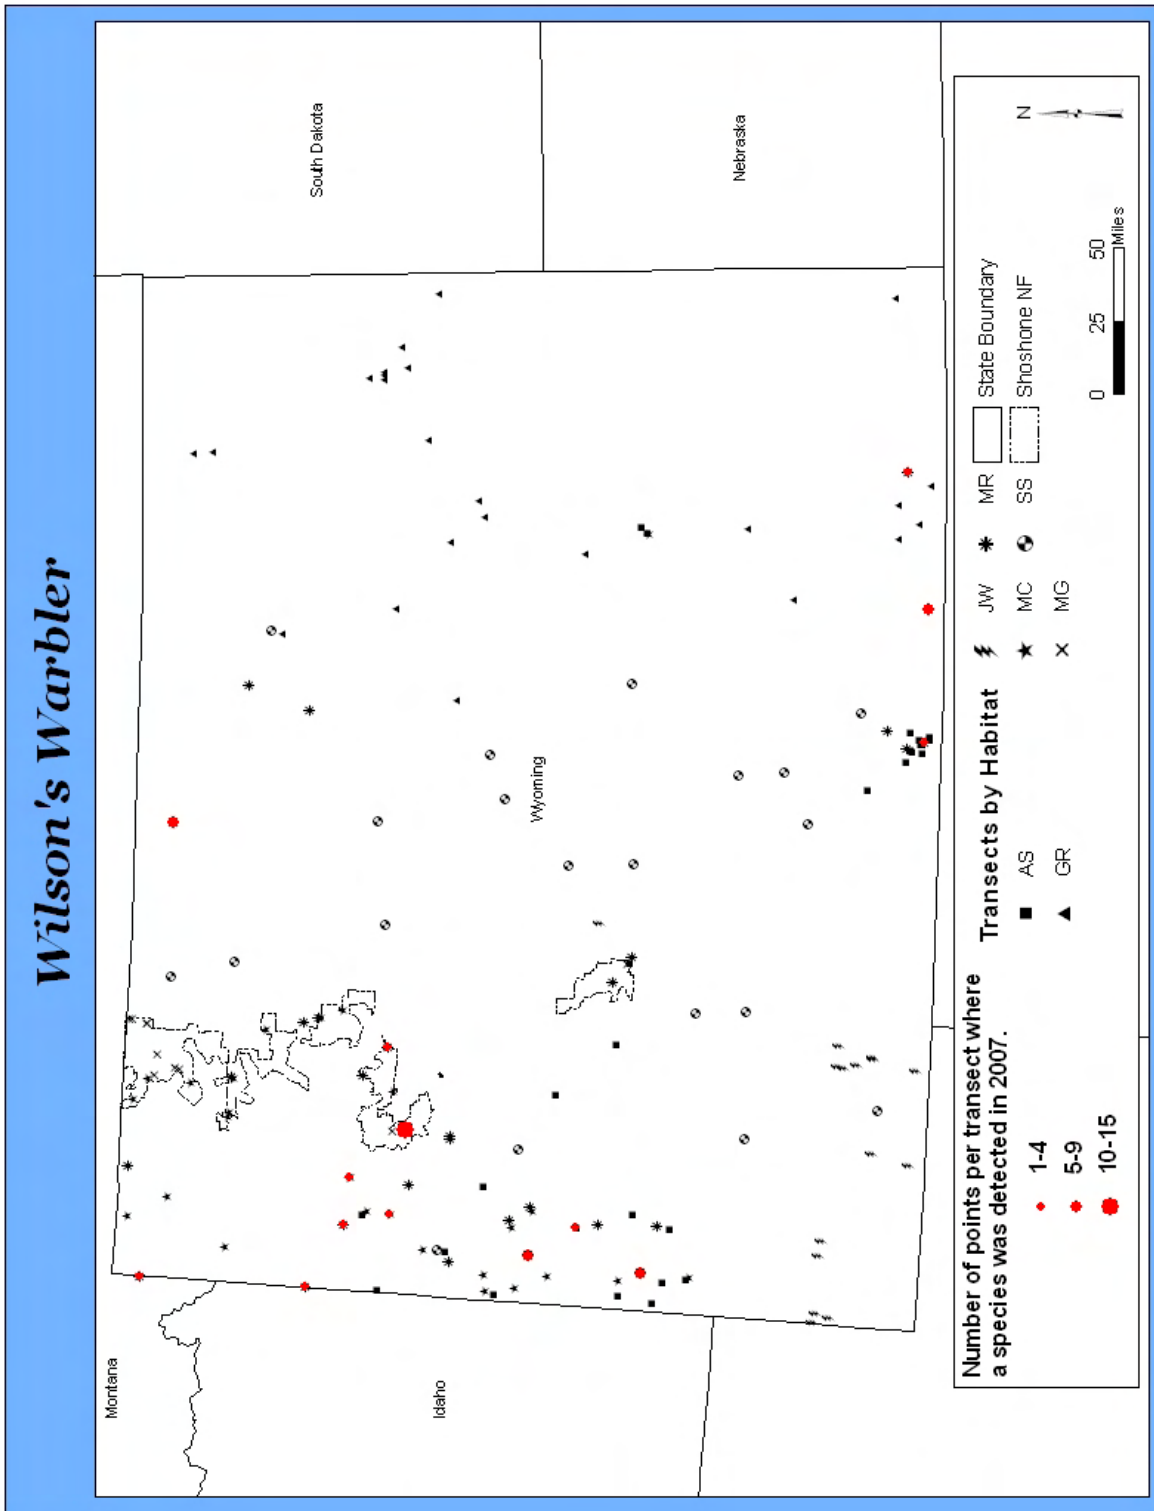 Wilson's Warbler
Montana
Idaho
Wyoming
South Dakota
Nebraska
Number of points per transect where
a species was detected in 2007.
1-4
5-9
10-15
Transects by Habitat
AS
GR
JW
MC
MG
MR
SS
State Boundary
Shoshone NF
N
0 25 50
Miles